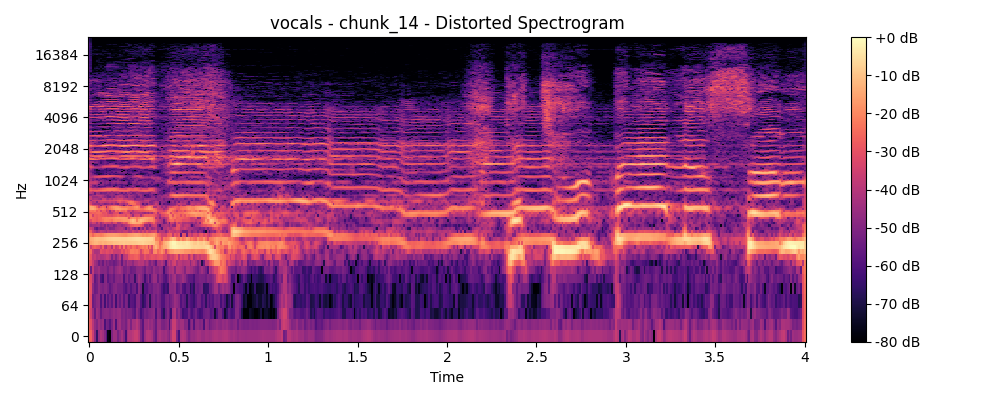 vocals - chunk_14 - Distorted Spectrogram
Hz
16384
8192
4096
2048
1024
512
256
128
64
0
0 0.5 1 1.5 2 2.5 3 3.5 4
Time
+0 dB
-10 dB
-20 dB
-30 dB
-40 dB
-50 dB
-60 dB
-70 dB
-80 dB